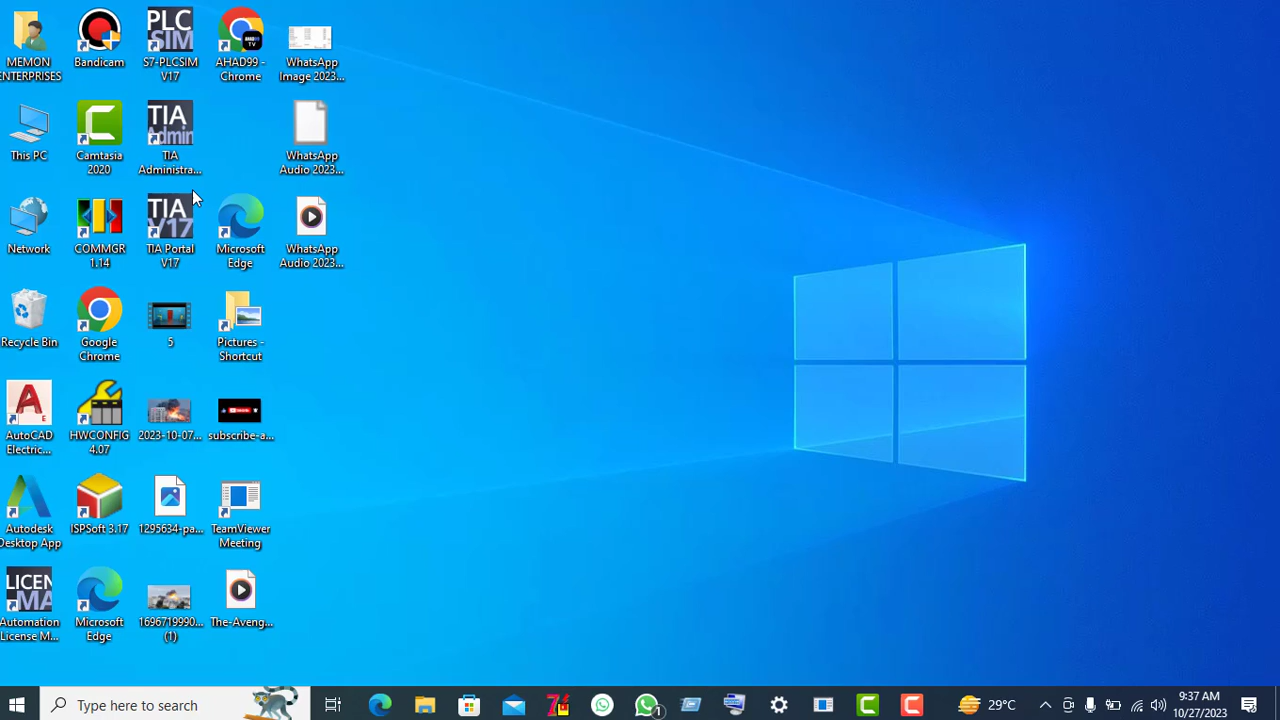 MEMON
ENTERPRISES
Bandicam
PLC
SIM
S7-PLCSIM
V17
AHAD99
TV
AHAD99 -
Chrome
WhatsApp
Image 2023...
This PC
Camtasia
2020
TIA
Admin
TIA
Administra...
WhatsApp
Audio 2023...
Network
COMMGR
1.14
TIA
V17
TIA Portal
V17
Microsoft
Edge
WhatsApp
Audio 2023...
Recycle Bin
Google
Chrome
5
Pictures -
Shortcut
A
E
AutoCAD
Electric...
HWCONFIG
4.07
2023-10-07...
subscribe-a...
Autodesk
Desktop App
ISPSoft 3.17
1295634-pa...
TeamViewer
Meeting
LICEN
MA
Automation
License M...
Microsoft
Edge
1696719990...
(1)
The-Aveng...
Type here to search
1
29°C
9:37 AM
10/27/2023